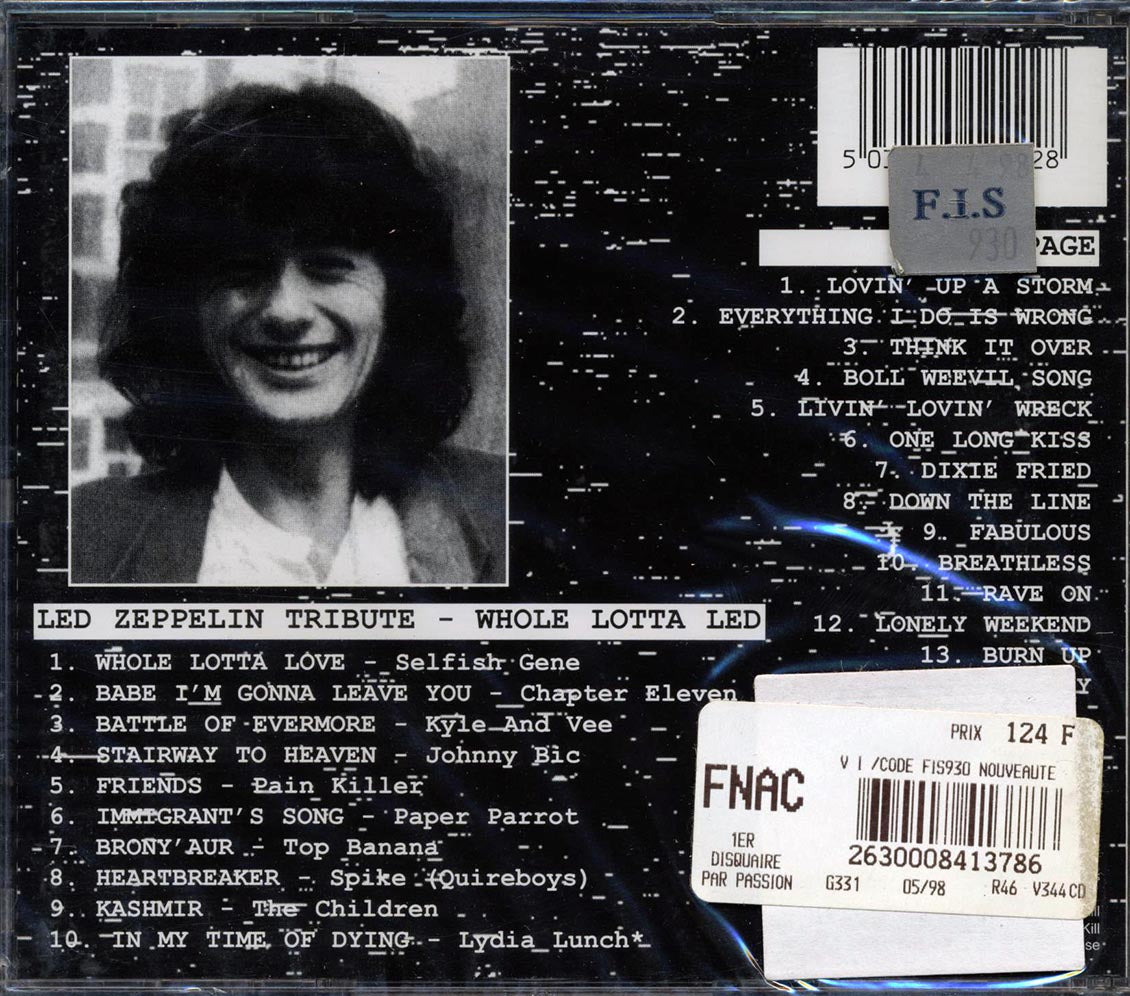 5 0
28
4 4 98
F.I.S
930
PAGE
1. LOVIN' UP A STORM
2. EVERYTHING I DO IS WRONG
3. THINK IT OVER
4. BOLL WEEVIL SONG
5. LIVIN' LOVIN' WRECK
6. ONE LONG KISS
7. DIXIE FRIED
8. DOWN THE LINE
9. FABULOUS
10. BREATHLESS
11. RAVE ON
12. LONELY WEEKEND
13. BURN UP
Y
LED ZEPPELIN TRIBUTE - WHOLE LOTTA LED
1. WHOLE LOTTA LOVE - Selfish Gene
2. BABE I'M GONNA LEAVE YOU - Chapter Eleven
3. BATTLE OF EVERMORE - Kyle And Vee
4. STAIRWAY TO HEAVEN - Johnny Bic
5. FRIENDS - Pain Killer
6. IMMIGRANT'S SONG - Paper Parrot
7. BRONY'AUR - Top Banana
8. HEARTBREAKER - Spike (Quireboys)
9. KASHMIR - The Children
10. IN MY TIME OF DYING - Lydia Lunch*
PRIX 124 F
V I /CODE FIS930 NOUVEAUTE
FNAC
1ER
DISQUAIRE
PAR PASSION
2630008413786
G331 05/98 R46 V344CD
Kill
se